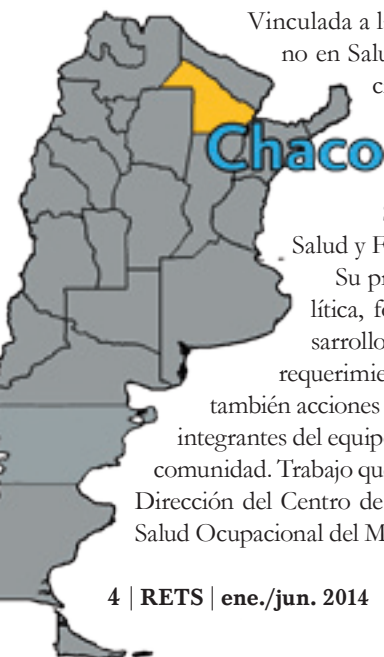 Vinculada a l
no en Salu
c
Chaco
S
Salud y F
Su pr
lítica, fo
sarrollo
requerimie
también acciones
integrantes del equip
comunidad. Trabajo qu
Dirección del Centro de
Salud Ocupacional del M
4 | RETS | ene./jun. 2014